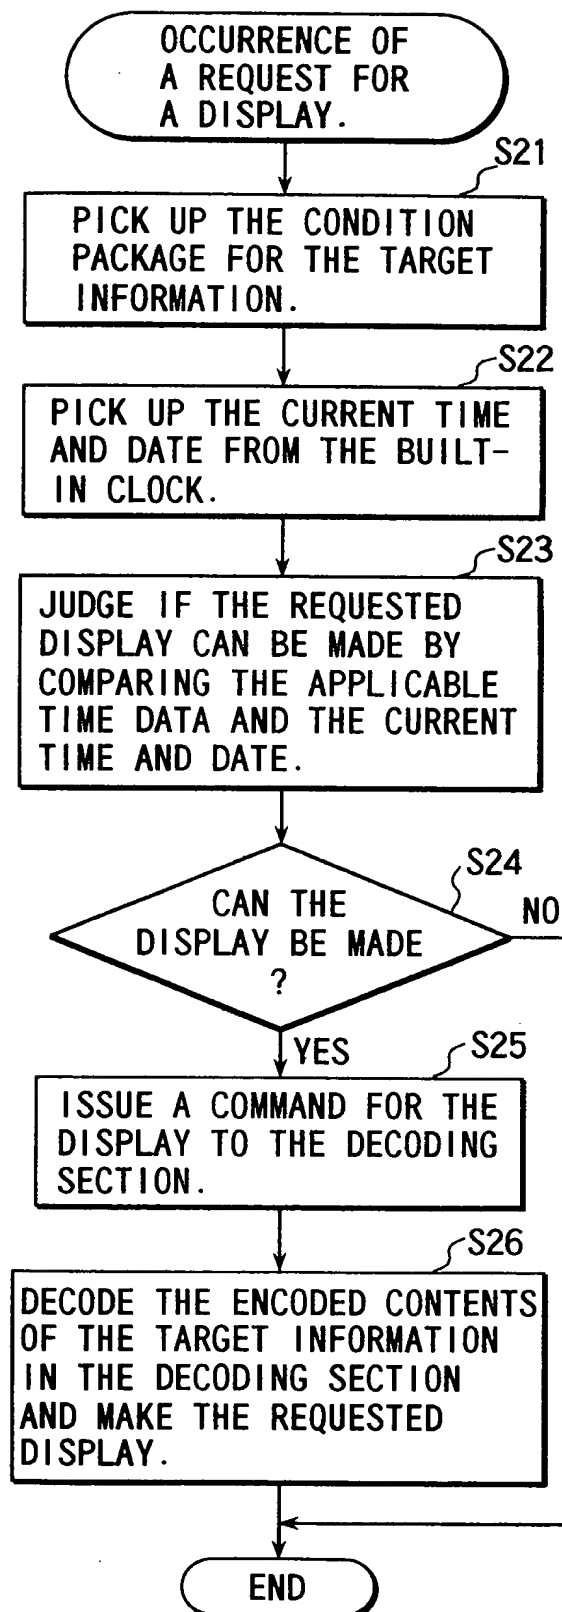 OCCURRENCE OF
A REQUEST FOR
A DISPLAY.
S21
PICK UP THE CONDITION
PACKAGE FOR THE TARGET
INFORMATION.
S22
PICK UP THE CURRENT TIME
AND DATE FROM THE BUILT-
IN CLOCK.
S23
JUDGE IF THE REQUESTED
DISPLAY CAN BE MADE BY
COMPARING THE APPLICABLE
TIME DATA AND THE CURRENT
TIME AND DATE.
S24
CAN THE
DISPLAY BE MADE
?
NO
YES
S25
ISSUE A COMMAND FOR THE
DISPLAY TO THE DECODING
SECTION.
S26
DECODE THE ENCODED CONTENTS
OF THE TARGET INFORMATION
IN THE DECODING SECTION
AND MAKE THE REQUESTED
DISPLAY.
END